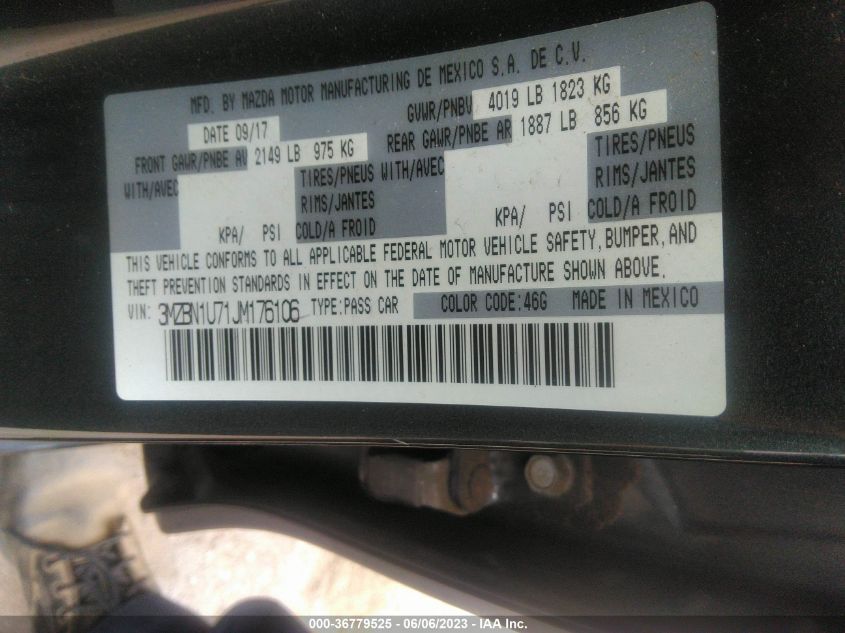 MFD. BY MAZDA MOTOR MANUFACTURING DE MEXICO S.A. DE C.V.
DATE 09/17 GVWR/PNBV 4019 LB 1823 KG
FRONT GAWR/PNBE AV 2149 LB 975 KG REAR GAWR/PNBE AR 1887 LB 856 KG
WITH/AVEC TIRES/PNEUS WITH/AVEC TIRES/PNEUS
RIMS/JANTES RIMS/JANTES
KPA/ PSI COLD/A FROID KPA/ PSI COLD/A FROID
THIS VEHICLE CONFORMS TO ALL APPLICABLE FEDERAL MOTOR VEHICLE SAFETY, BUMPER, AND
THEFT PREVENTION STANDARDS IN EFFECT ON THE DATE OF MANUFACTURE SHOWN ABOVE.
VIN: 3MZBN1U71JM176106 TYPE:PASS CAR COLOR CODE:46G MADE IN MEXICO
000-36779525 - 06/06/2023 - IAA Inc.